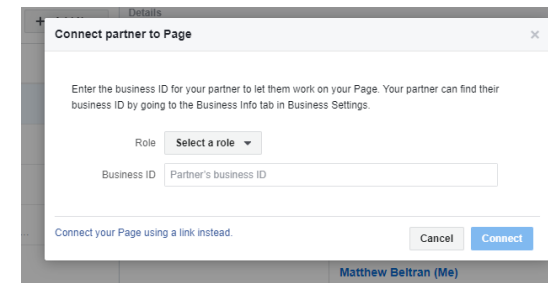 Details
Connect partner to Page
Enter the business ID for your partner to let them work on your Page. Your partner can find their
business ID by going to the Business Info tab in Business Settings.
Role Select a role
Business ID Partner's business ID
Connect your Page using a link instead.
Cancel Connect
Matthew Beltran (Me)